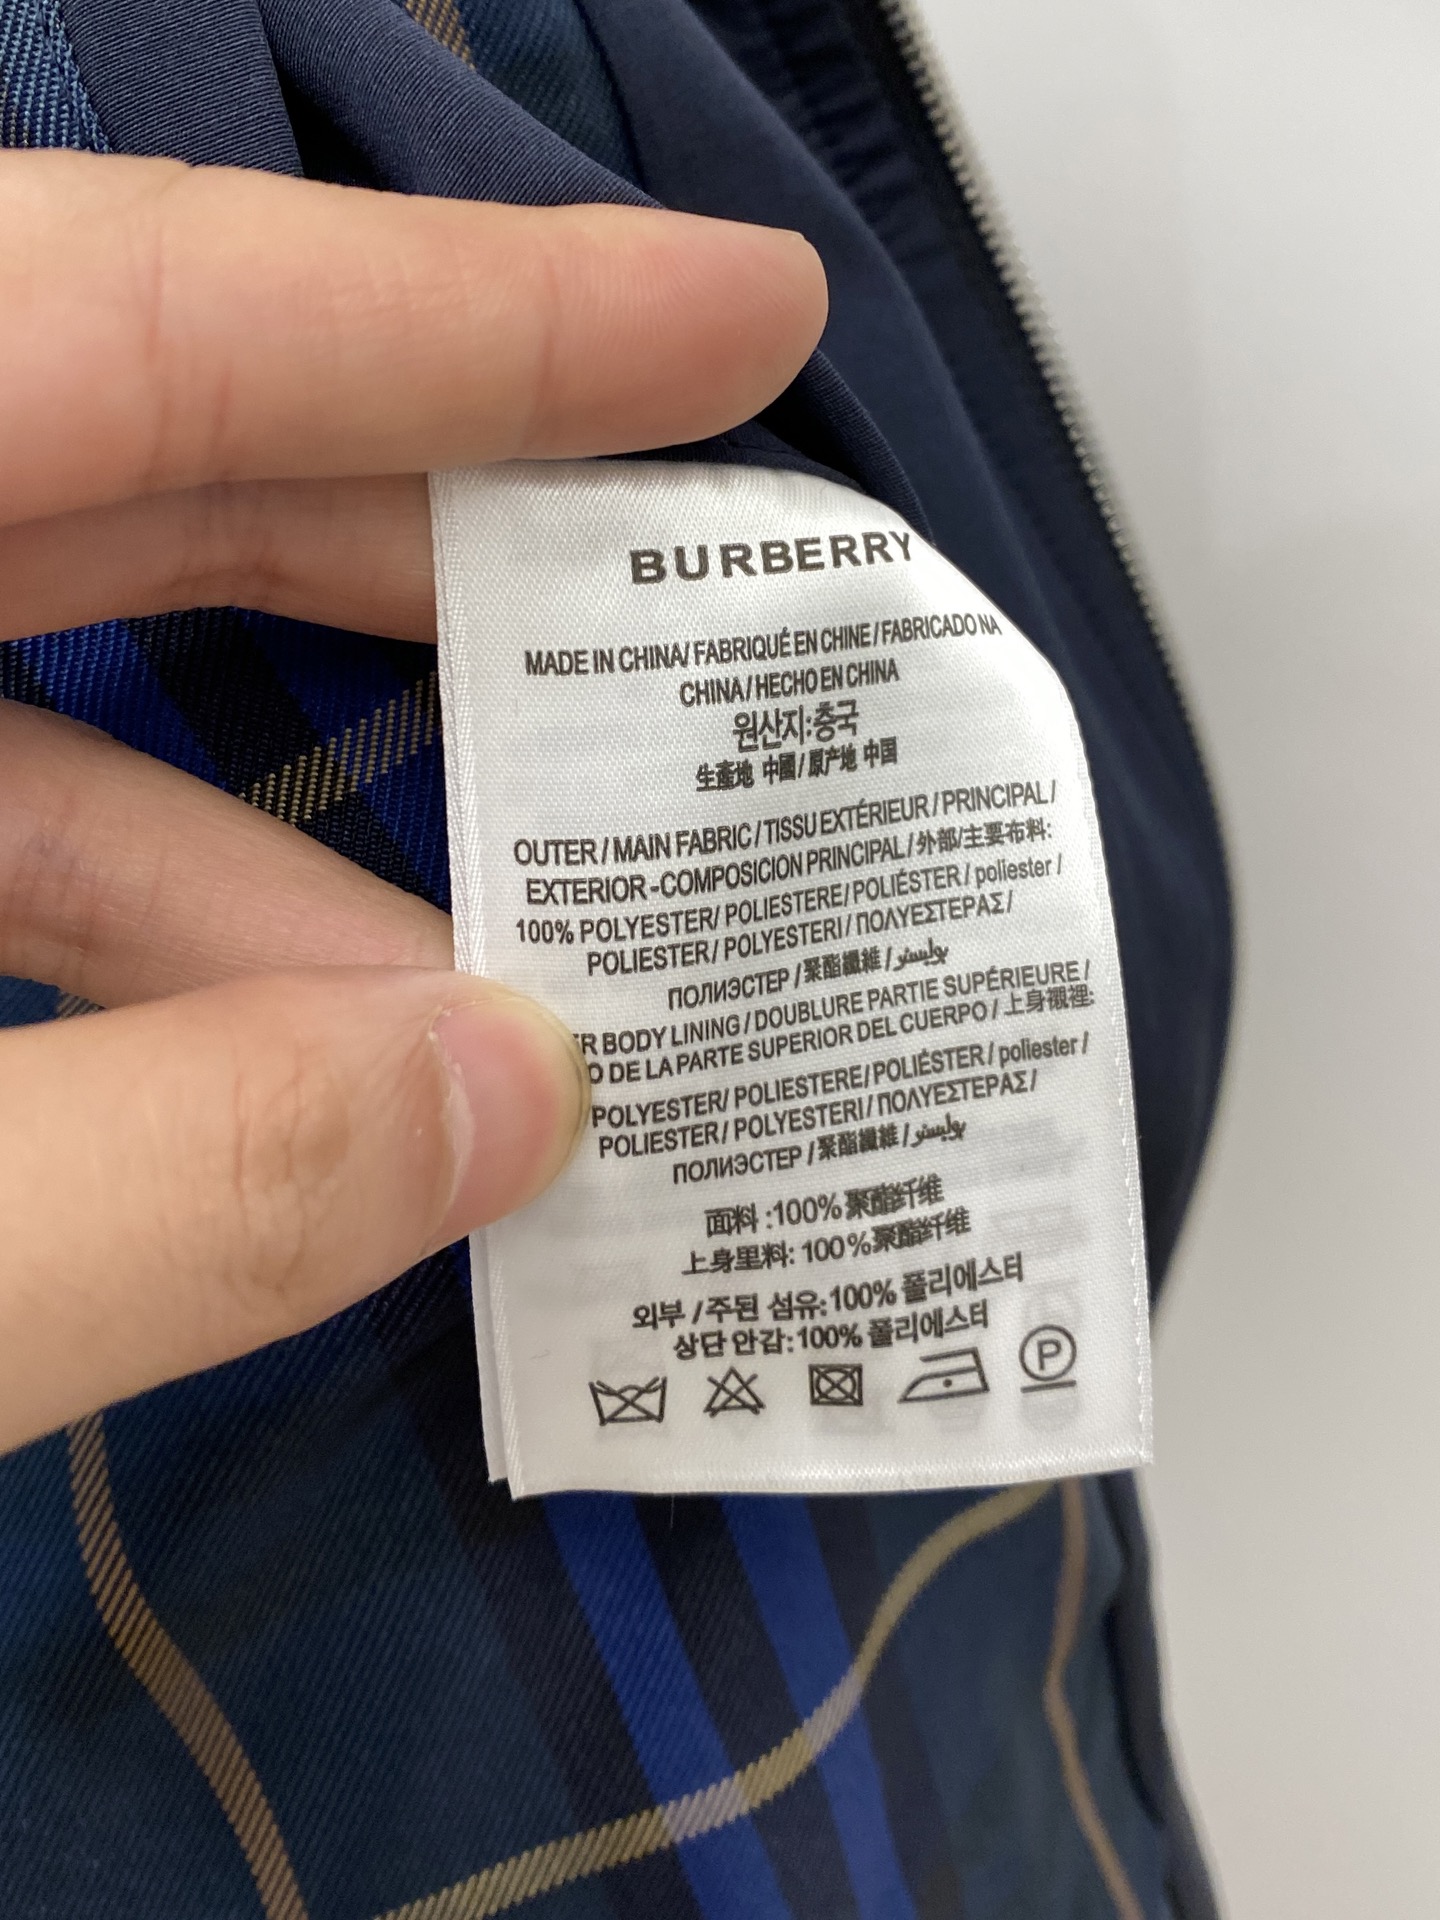 BURBERRY
MADE IN CHINA/ FABRIQUÉ EN CHINE / FABRICADO NA
CHINA / HECHO EN CHINA
원산지:충국
生產地 中國 / 原产地 中国
OUTER / MAIN FABRIC / TISSU EXTÉRIEUR / PRINCIPAL /
EXTERIOR -COMPOSICION PRINCIPAL / 外部/主要布料:
100% POLYESTER/ POLIESTERE/ POLIÉSTER / poliester /
POLIESTER / POLYESTERI / ΠΟΛΥΕΣΤΕΡΑΣ /
ПОЛИЭСТЕР / 聚酯纖維 / بوليستر
ER BODY LINING / DOUBLURE PARTIE SUPÉRIEURE /
O DE LA PARTE SUPERIOR DEL CUERPO / 上身襯裡:
POLYESTER/ POLIESTERE/ POLIÉSTER / poliester /
POLIESTER / POLYESTERI / ΠΟΛΥΕΣΤΕΡΑΣ /
ПОЛИЭСТЕР / 聚酯纖維 / بوليستر
面料 :100% 聚酯纤维
上身里料: 100%聚酯纤维
외부 / 주된 섬유:100% 폴리에스터
상단 안감:100% 폴리에스터
P